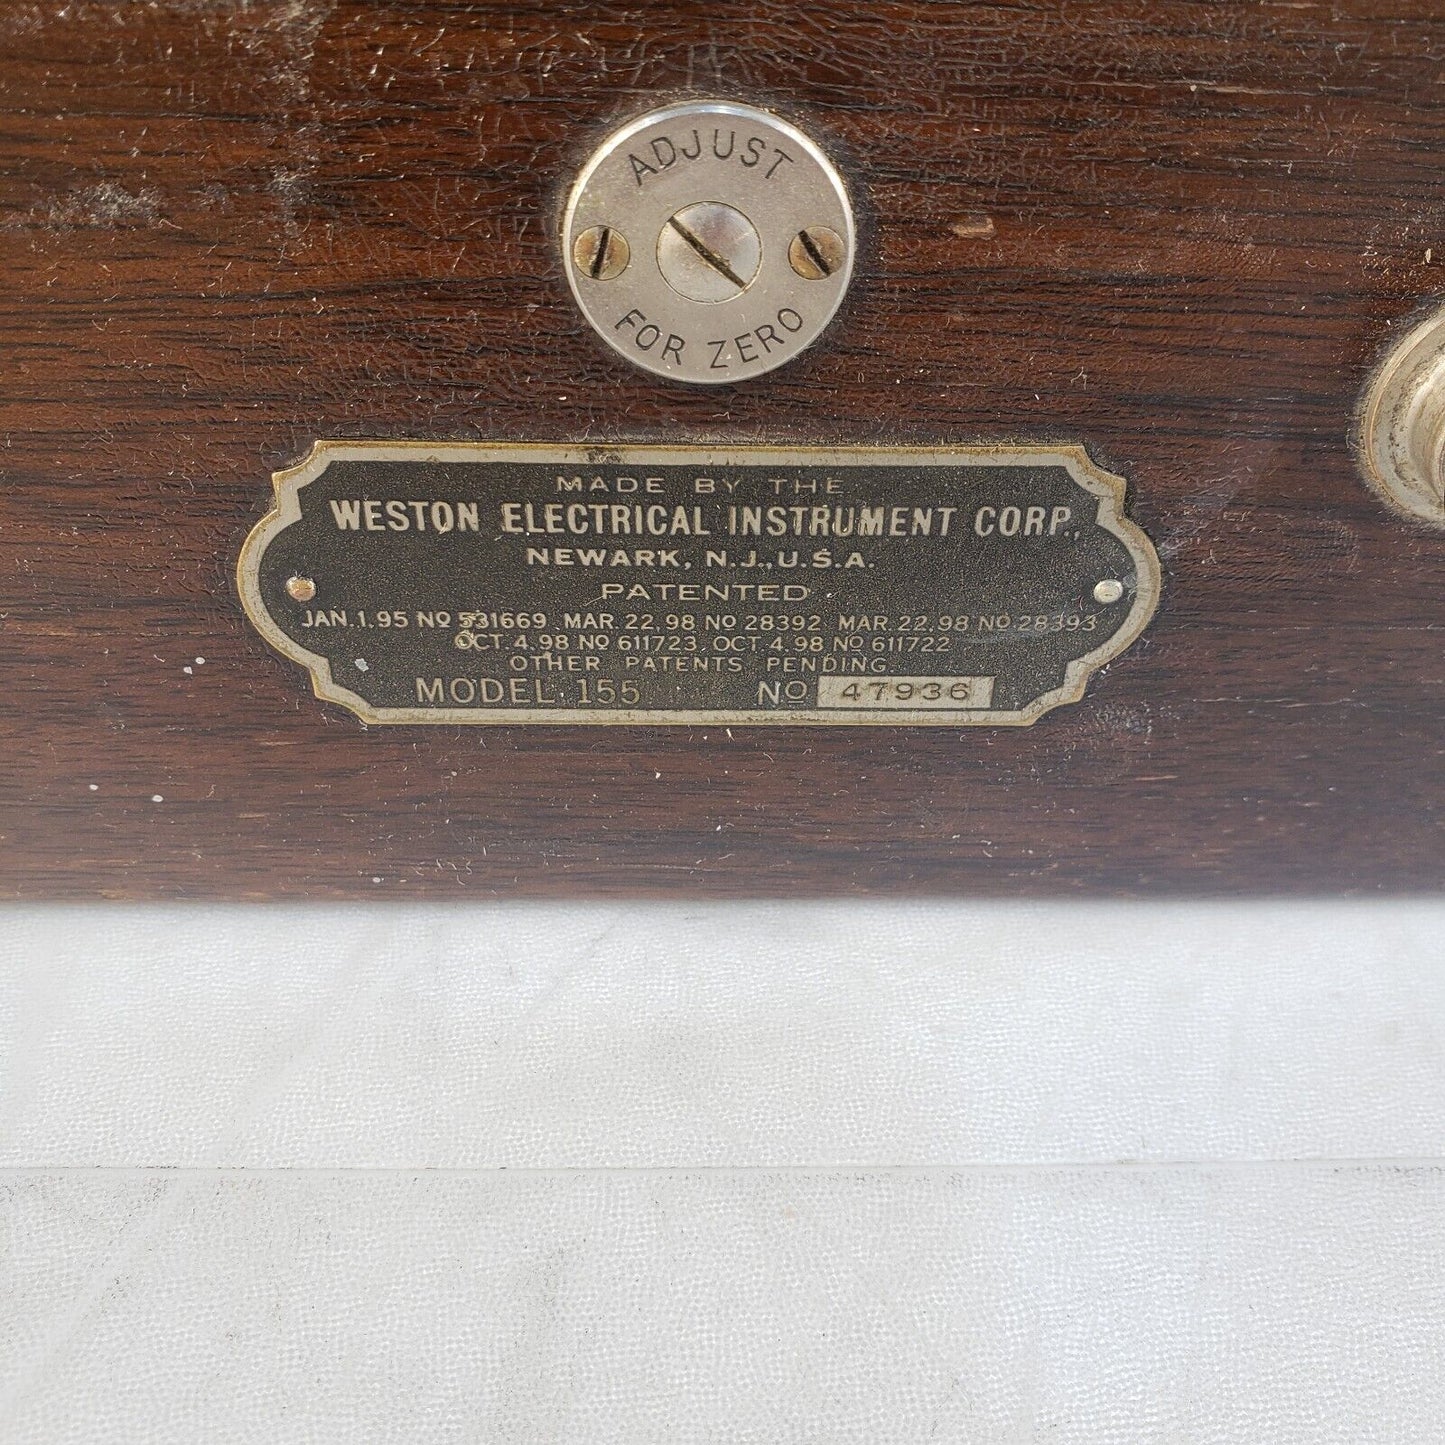 ADJUST
FOR ZERO
MADE BY THE
WESTON ELECTRICAL INSTRUMENT CORP.,
NEWARK, N.J., U.S.A.
PATENTED
JAN. 1. 95 NO 531669. MAR. 22. 98 NO 28392 MAR. 22. 98 NO. 28393
OCT. 4. 98 NO 611723. OCT. 4. 98 NO 611722
OTHER PATENTS PENDING.
MODEL 155 NO 47936